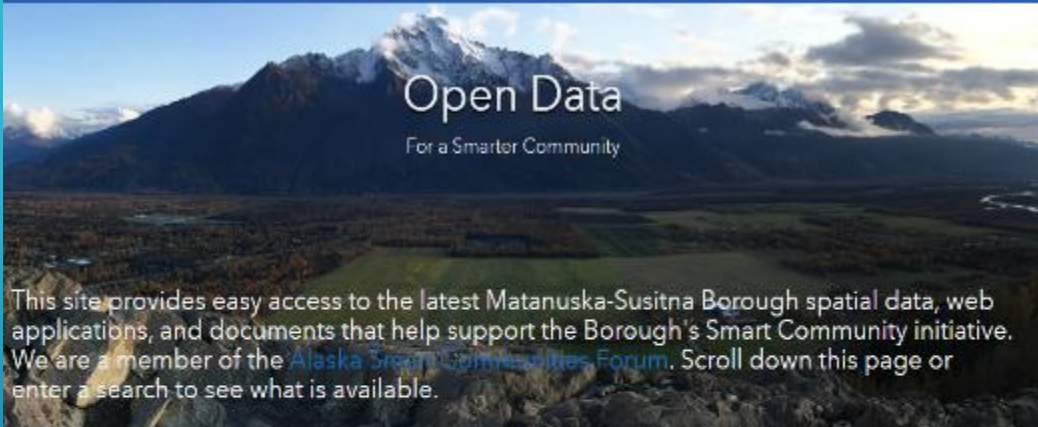 Open Data
For a Smarter Community
This site provides easy access to the latest Matanuska-Susitna Borough spatial data, web
applications, and documents that help support the Borough's Smart Community initiative.
We are a member of the Alaska Smart Communities Forum. Scroll down this page or
enter a search to see what is available.